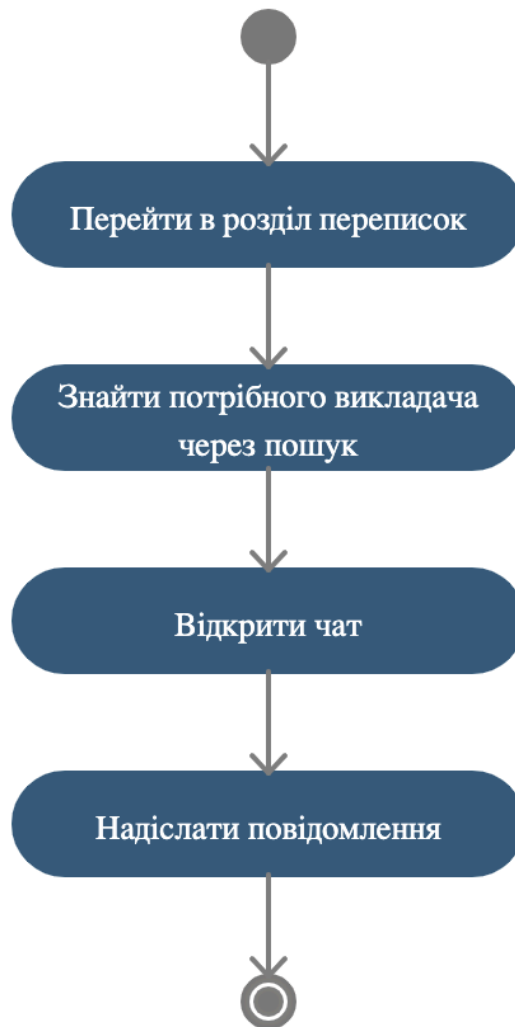 Перейти в розділ переписок
Знайти потрібного викладача
через пошук
Відкрити чат
Надіслати повідомлення